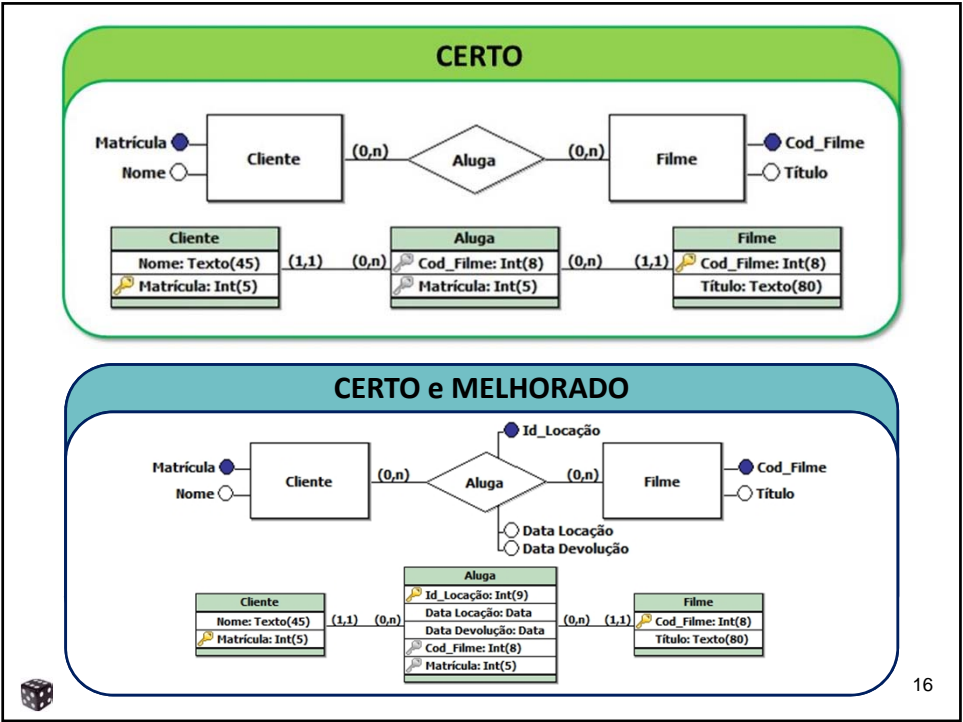 CERTO
Matrícula
Nome
Cliente
(0,n)
Aluga
(0,n)
Filme
Cod_Filme
Título
Cliente
Nome: Texto(45)
Matrícula: Int(5)
(1,1)
(0,n)
Aluga
Cod_Filme: Int(8)
Matrícula: Int(5)
(0,n)
(1,1)
Filme
Cod_Filme: Int(8)
Título: Texto(80)
CERTO e MELHORADO
Id_Locação
Matrícula
Nome
Cliente
(0,n)
Aluga
(0,n)
Filme
Cod_Filme
Título
Data Locação
Data Devolução
Cliente
Nome: Texto(45)
Matrícula: Int(5)
(1,1)
(0,n)
Aluga
Id_Locação: Int(9)
Data Locação: Data
Data Devolução: Data
Cod_Filme: Int(8)
Matrícula: Int(5)
(0,n)
(1,1)
Filme
Cod_Filme: Int(8)
Título: Texto(80)
16